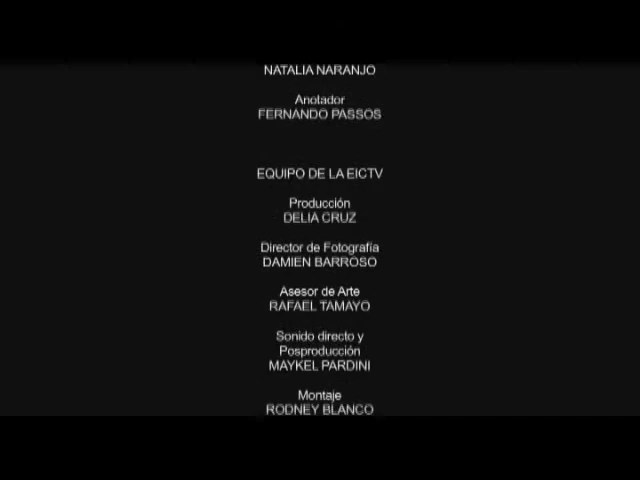 NATALIA NARANJO
Anotador
FERNANDO PASSOS
EQUIPO DE LA EICTV
Producción
DELIA CRUZ
Director de Fotografía
DAMIEN BARROSO
Asesor de Arte
RAFAEL TAMAYO
Sonido directo y
Posproducción
MAYKEL PARDINI
Montaje
RODNEY BLANCO